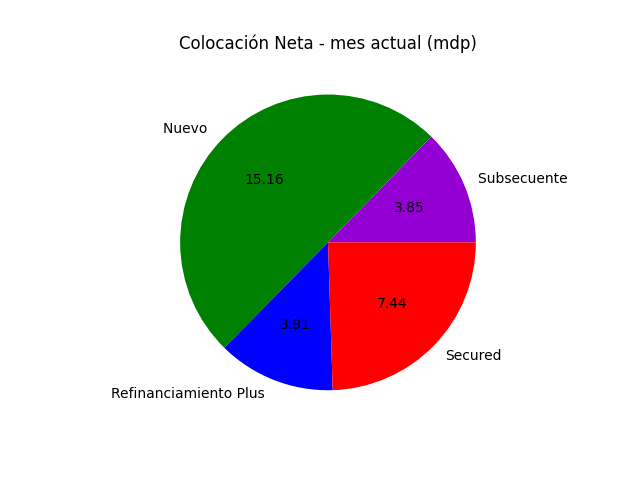 Colocación Neta - mes actual (mdp)
Nuevo
15.16
Subsecuente
3.85
7.44
3.91
Secured
Refinanciamiento Plus